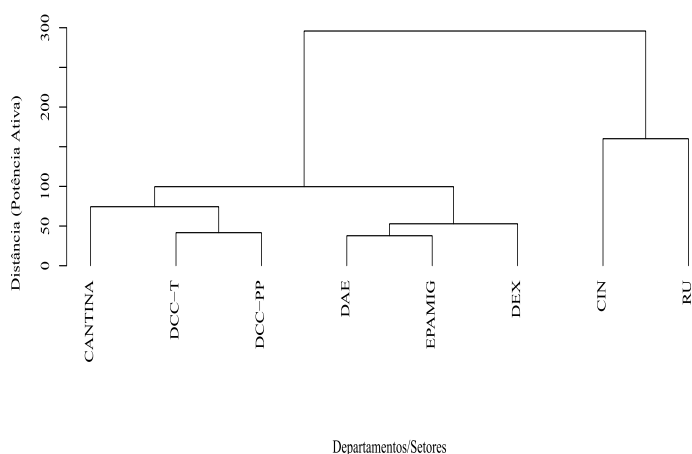 Distância (Potência Ativa)
300
200
100
50
0
CANTINA
DCC−T
DCC−PP
DAE
EPAMIG
DEX
CIN
RU
Departamentos/Setores